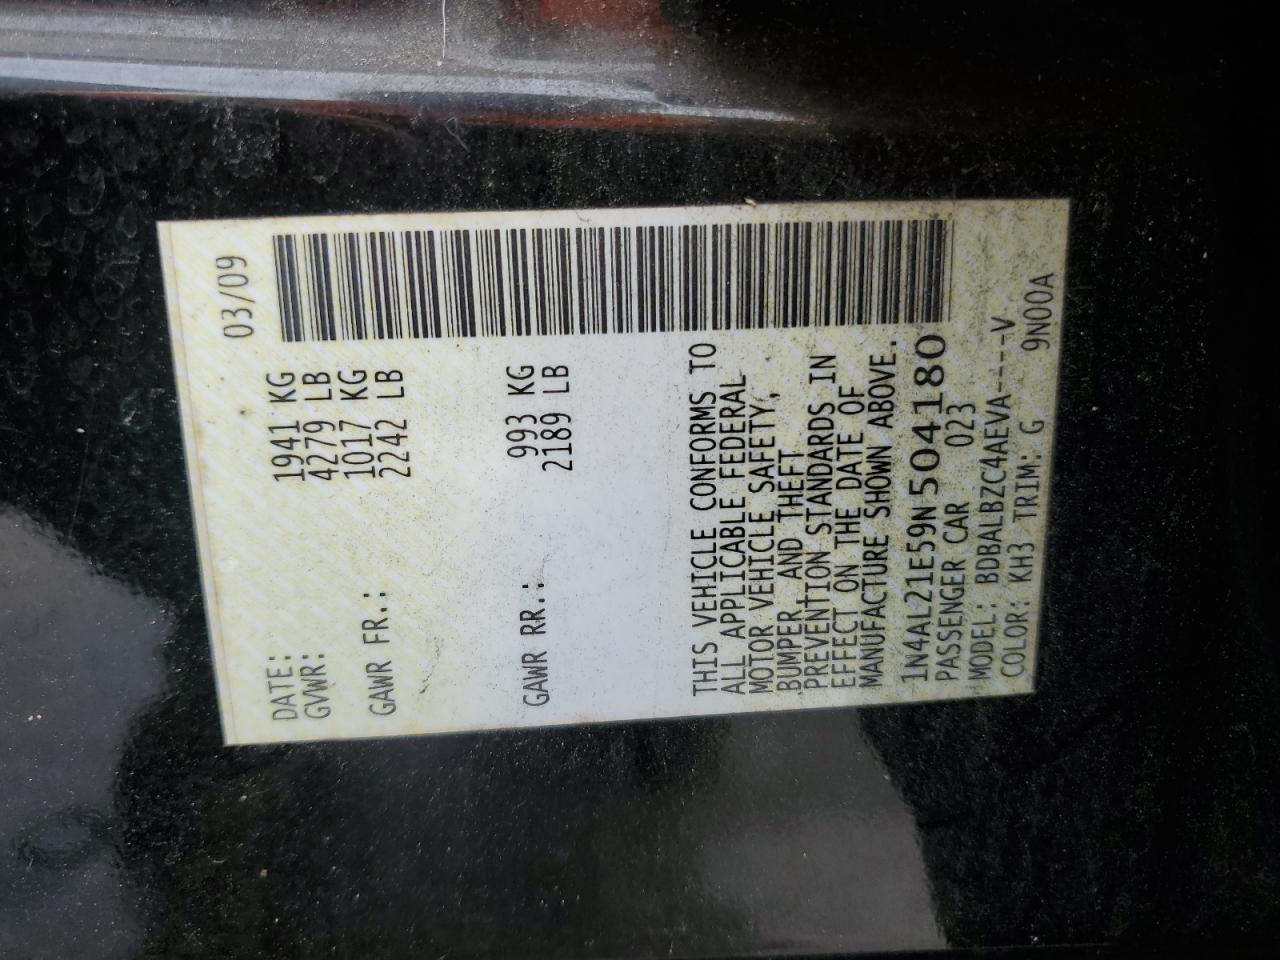 DATE: 03/09
GVWR: 1941 KG
4279 LB
GAWR FR.: 1017 KG
2242 LB
GAWR RR.: 993 KG
2189 LB
THIS VEHICLE CONFORMS TO
ALL APPLICABLE FEDERAL
MOTOR VEHICLE SAFETY,
BUMPER, AND THEFT
PREVENTION STANDARDS IN
EFFECT ON THE DATE OF
MANUFACTURE SHOWN ABOVE.
1N4AL21E59N504180
PASSENGER CAR 023
MODEL: BDBALBZC4AEVA-----V
COLOR: KH3 TRIM: G 9N00A